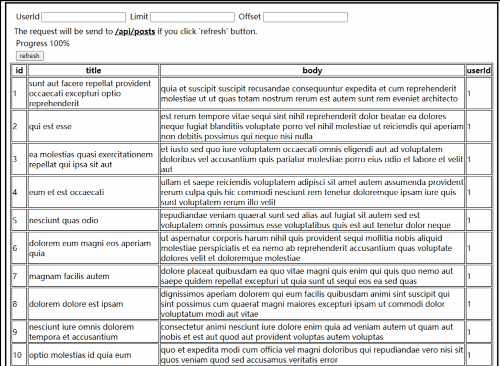 UserId Limit Offset
The request will be send to /api/posts if you click `refresh` button.
Progress 100%
refresh
id title body userId
1 sunt aut facere repellat provident occaecati excepturi optio reprehenderit quia et suscipit suscipit recusandae consequuntur expedita et cum reprehenderit molestiae ut ut quas totam nostrum rerum est autem sunt rem eveniet architecto 1
2 qui est esse est rerum tempore vitae sequi sint nihil reprehenderit dolor beatae ea dolores neque fugiat blanditiis voluptate porro vel nihil molestiae ut reiciendis qui aperiam non debitis possimus qui neque nisi nulla 1
3 ea molestias quasi exercitationem repellat qui ipsa sit aut et iusto sed quo iure voluptatem occaecati omnis eligendi aut ad voluptatem doloribus vel accusantium quis pariatur molestiae porro eius odio et labore et velit aut 1
4 eum et est occaecati ullam et saepe reiciendis voluptatem adipisci sit amet autem assumenda provident rerum culpa quis hic commodi nesciunt rem tenetur doloremque ipsam iure quis sunt voluptatem rerum illo velit 1
5 nesciunt quas odio repudiandae veniam quaerat sunt sed alias aut fugiat sit autem sed est voluptatem omnis possimus esse voluptatibus quis est aut tenetur dolor neque 1
6 dolorem eum magni eos aperiam quia ut aspernatur corporis harum nihil quis provident sequi mollitia nobis aliquid molestiae perspiciatis et ea nemo ab reprehenderit accusantium quas voluptate dolores velit et doloremque molestiae 1
7 magnam facilis autem dolore placeat quibusdam ea quo vitae magni quis enim qui quis quo nemo aut saepe quidem repellat excepturi ut quia sunt ut sequi eos ea sed quas 1
8 dolorem dolore est ipsam dignissimos aperiam dolorem qui eum facilis quibusdam animi sint suscipit qui sint possimus cum quaerat magni maiores excepturi ipsam ut commodi dolor voluptatum modi aut vitae 1
9 nesciunt iure omnis dolorem tempora et accusantium consectetur animi nesciunt iure dolore enim quia ad veniam autem ut quam aut nobis et est aut quod aut provident voluptas autem voluptas 1
10 optio molestias id quia eum quo et expedita modi cum officia vel magni doloribus qui repudiandae vero nisi sit quos veniam quod sed accusamus veritatis error 1